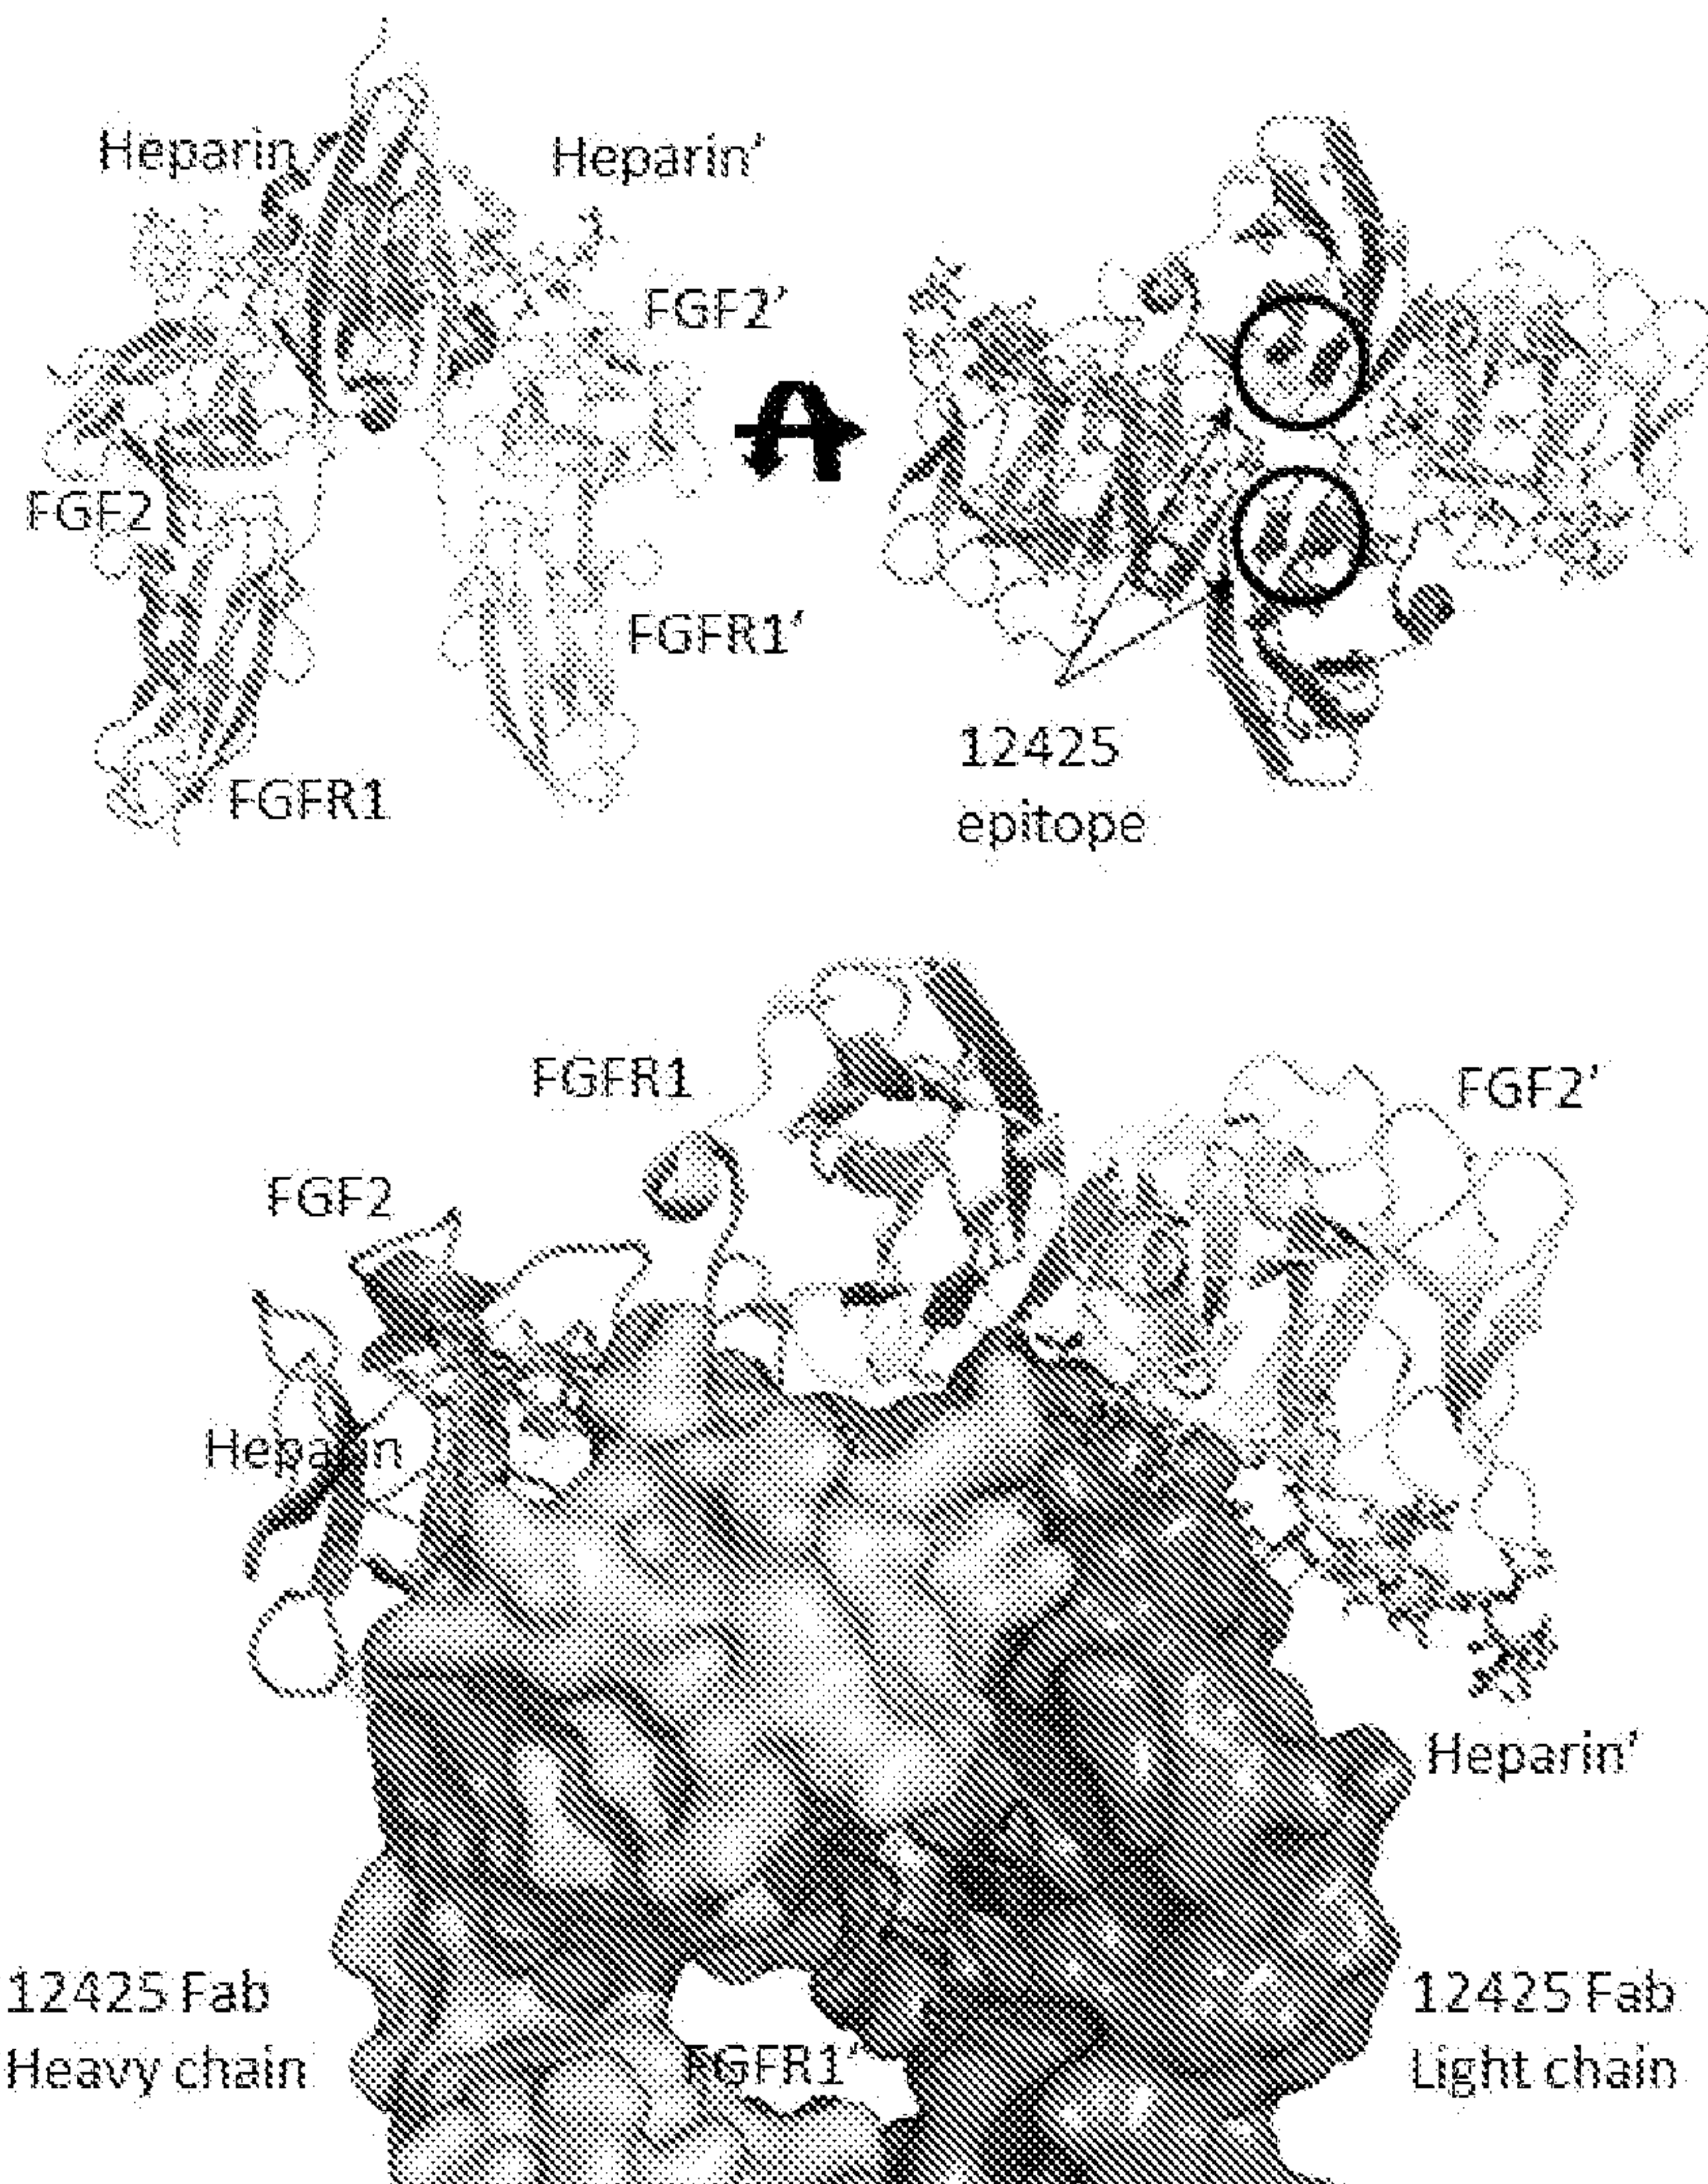 Heparin
Heparin'
FGF2'
FGF2
FGFR1'
FGFR1
12425
epitope
FGFR1
FGF2'
FGF2
Heparin
Heparin'
12425 Fab
Heavy chain
FGFR1'
12425 Fab
Light chain